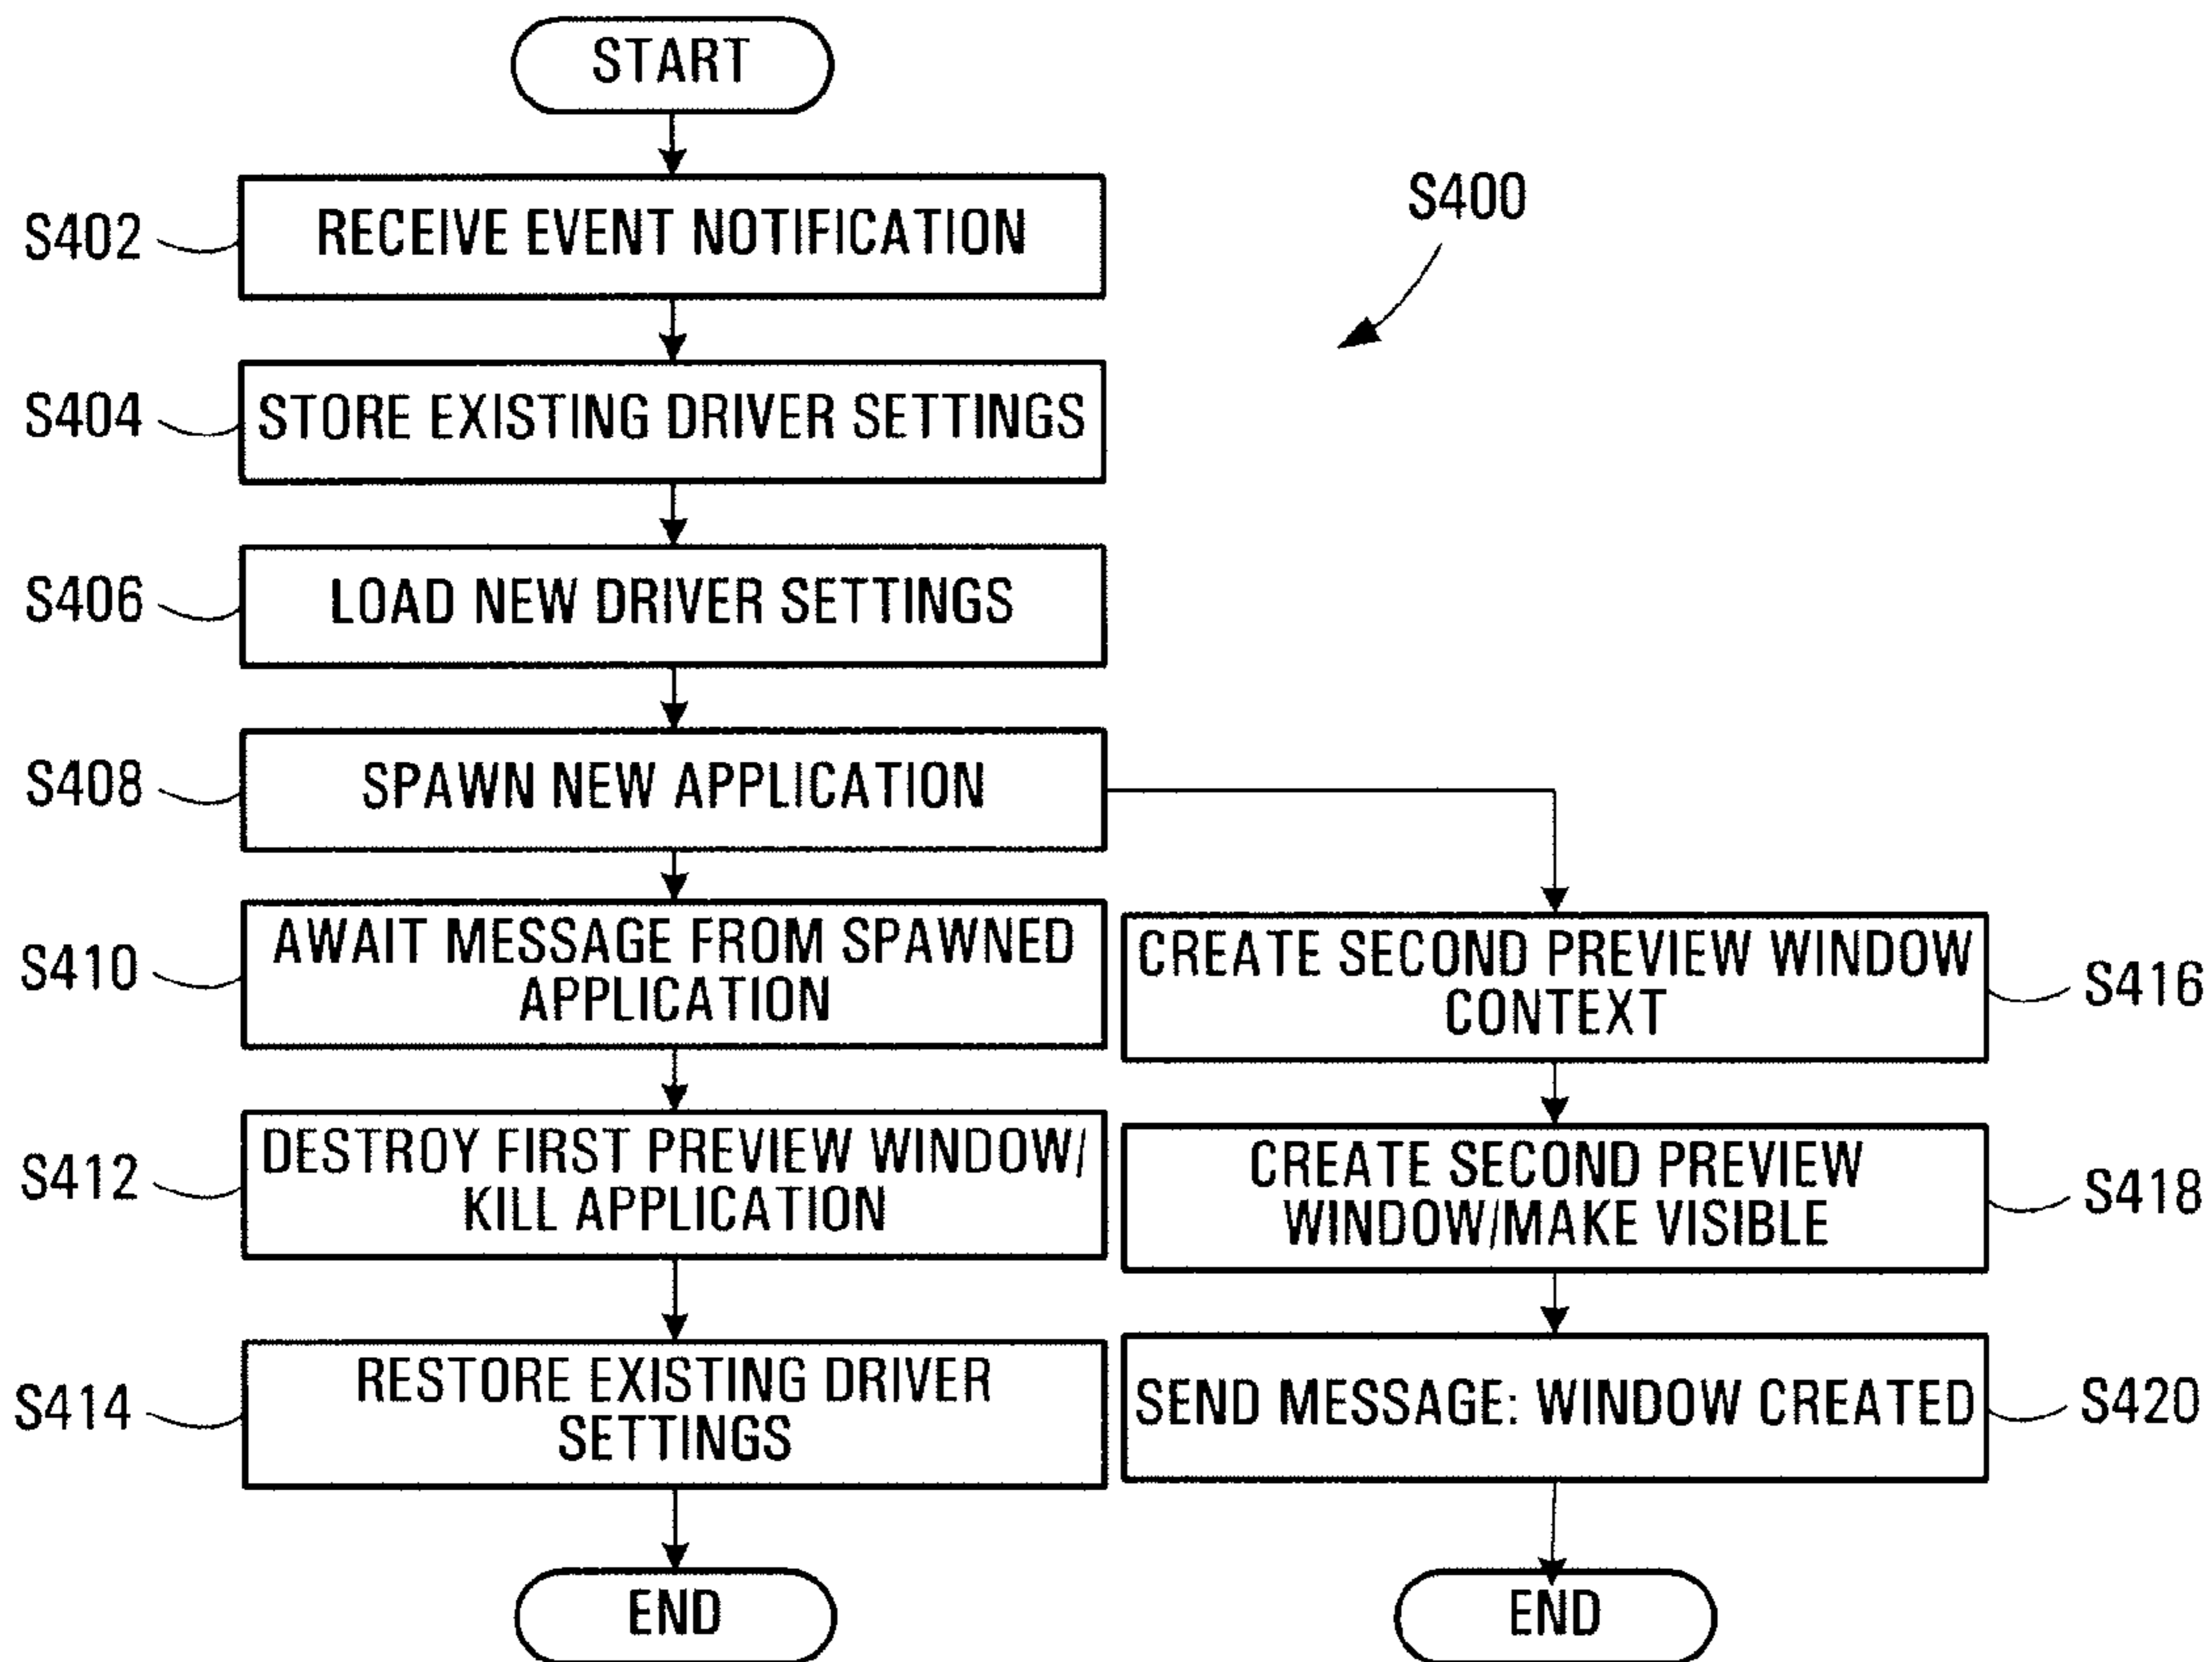 START
S400
S402
RECEIVE EVENT NOTIFICATION
S404
STORE EXISTING DRIVER SETTINGS
S406
LOAD NEW DRIVER SETTINGS
S408
SPAWN NEW APPLICATION
S410
AWAIT MESSAGE FROM SPAWNED
APPLICATION
S412
DESTROY FIRST PREVIEW WINDOW/
KILL APPLICATION
S414
RESTORE EXISTING DRIVER
SETTINGS
END
CREATE SECOND PREVIEW WINDOW
CONTEXT
S416
CREATE SECOND PREVIEW
WINDOW/MAKE VISIBLE
S418
SEND MESSAGE: WINDOW CREATED
S420
END